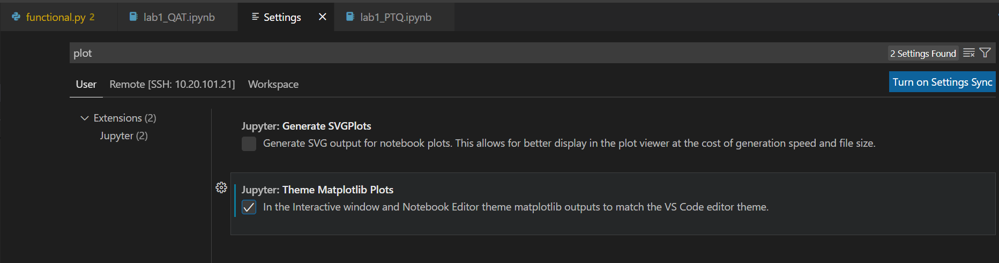 functional.py 2
lab1_QAT.ipynb
Settings
lab1_PTQ.ipynb
plot
2 Settings Found
User
Remote [SSH: 10.20.101.21]
Workspace
Turn on Settings Sync
Extensions (2)
Jupyter (2)
Jupyter: Generate SVGPlots
Generate SVG output for notebook plots. This allows for better display in the plot viewer at the cost of generation speed and file size.
Jupyter: Theme Matplotlib Plots
In the Interactive window and Notebook Editor theme matplotlib outputs to match the VS Code editor theme.